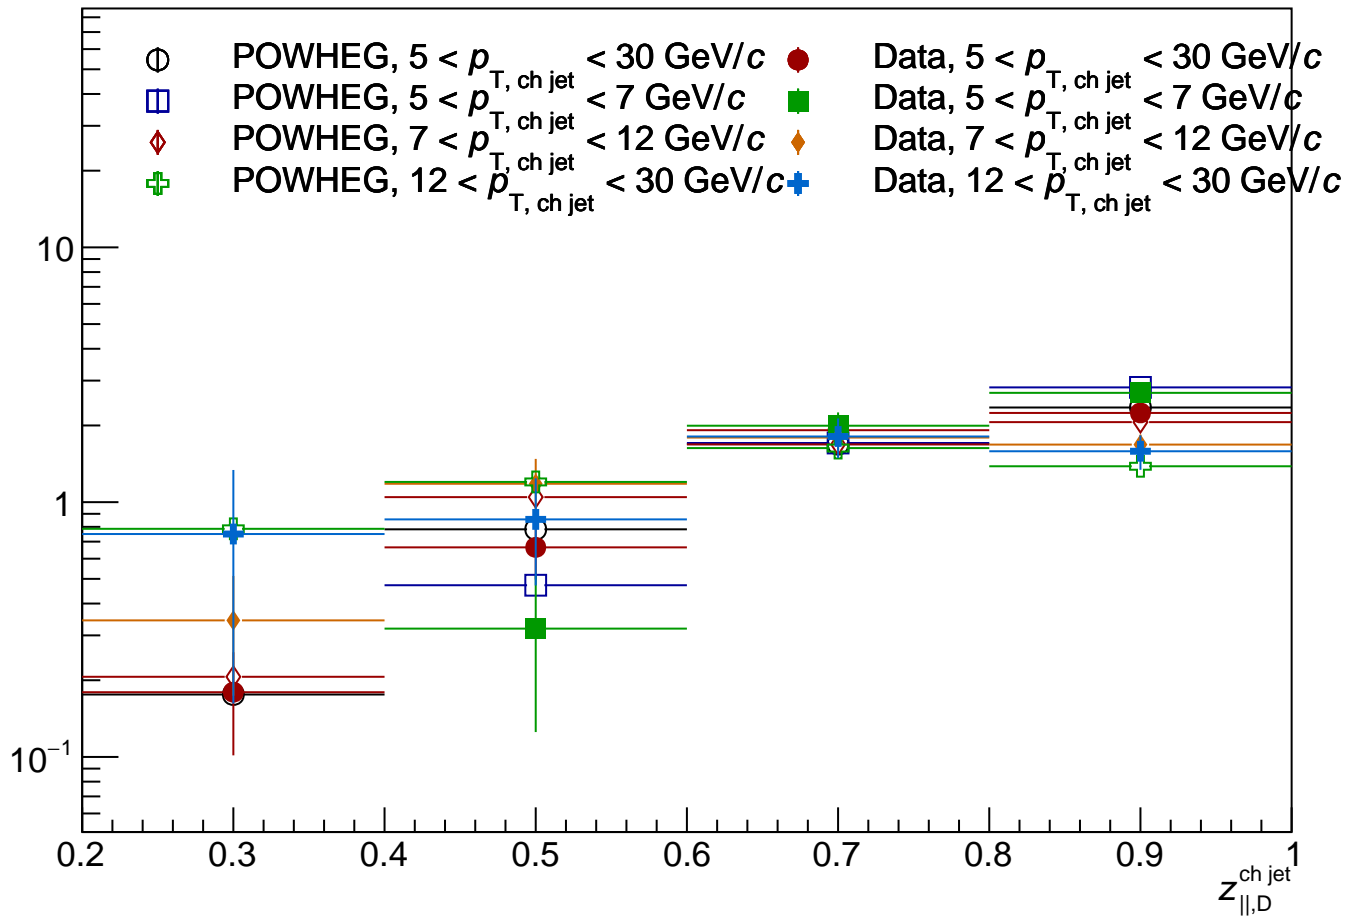 POWHEG, 5 < p_T, ch jet < 30 GeV/c Data, 5 < p_T, ch jet < 30 GeV/c
POWHEG, 5 < p_T, ch jet < 7 GeV/c Data, 5 < p_T, ch jet < 7 GeV/c
POWHEG, 7 < p_T, ch jet < 12 GeV/c Data, 7 < p_T, ch jet < 12 GeV/c
POWHEG, 12 < p_T, ch jet < 30 GeV/c Data, 12 < p_T, ch jet < 30 GeV/c
10
1
10^−1
0.2 0.3 0.4 0.5 0.6 0.7 0.8 0.9 1
z_||,D^ch jet